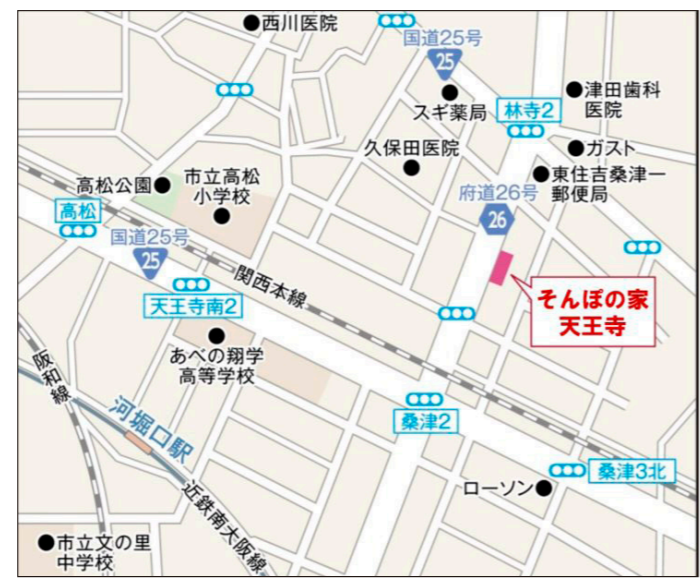 西川医院
国道25号
25
スギ薬局
津田歯科
医院
林寺2
ガスト
久保田医院
東住吉桑津一
郵便局
高松公園
市立高松
小学校
府道26号
26
高松
国道25号
25
関西本線
天王寺南2
そんぽの家
天王寺
あべの翔学
高等学校
阪和線
河堀口駅
桑津2
桑津3北
ローソン
近鉄南大阪線
市立文の里
中学校